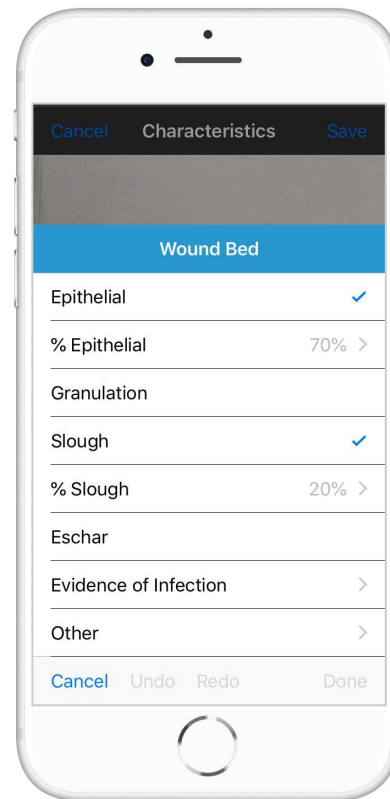 Cancel Characteristics Save
Wound Bed
Epithelial
% Epithelial 70%
Granulation
Slough
% Slough 20%
Eschar
Evidence of Infection
Other
Cancel Undo Redo Done